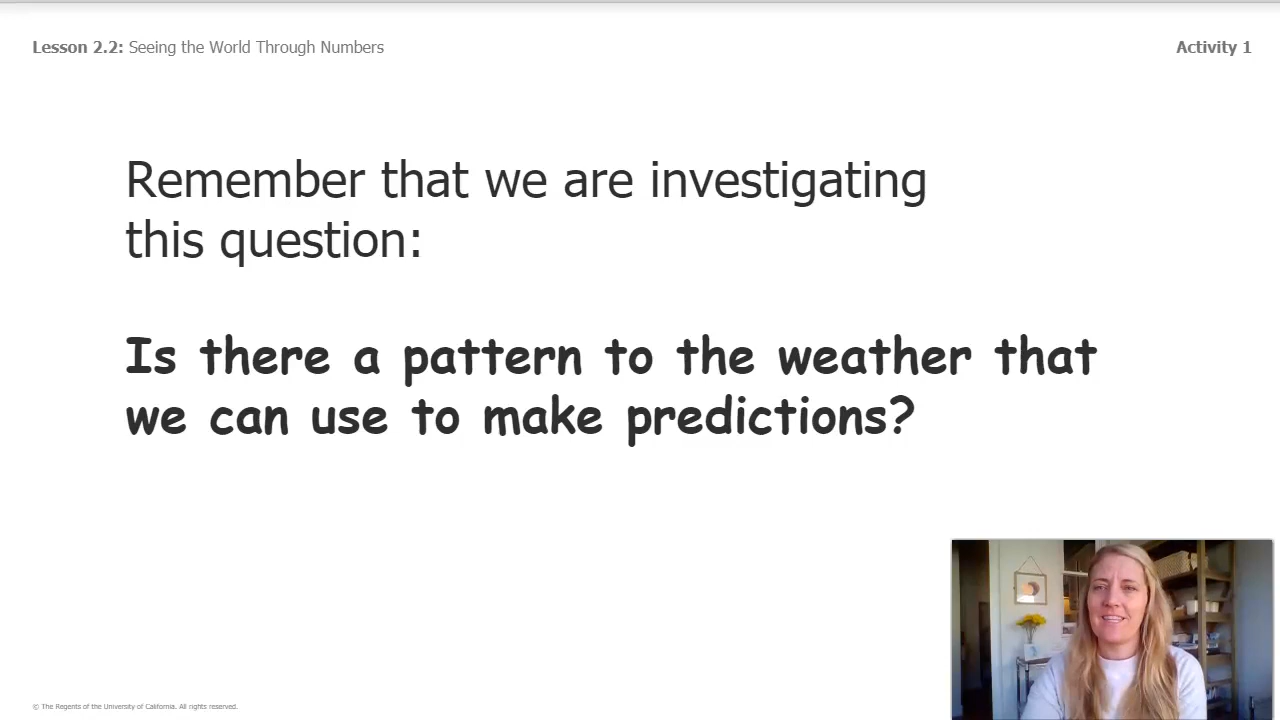 Lesson 2.2: Seeing the World Through Numbers
Activity 1
Remember that we are investigating
this question:
Is there a pattern to the weather that
we can use to make predictions?
© The Regents of the University of California. All rights reserved.